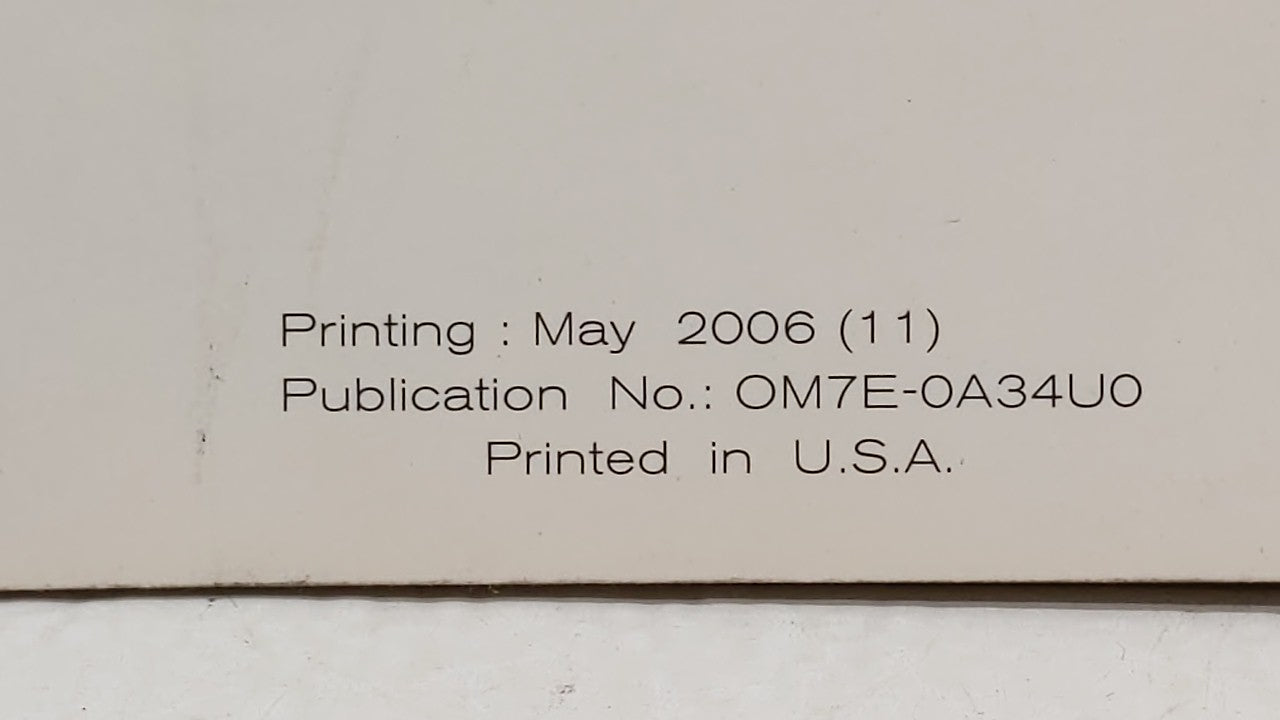 Printing : May 2006 (11)
Publication No.: OM7E-0A34U0
Printed in U.S.A.